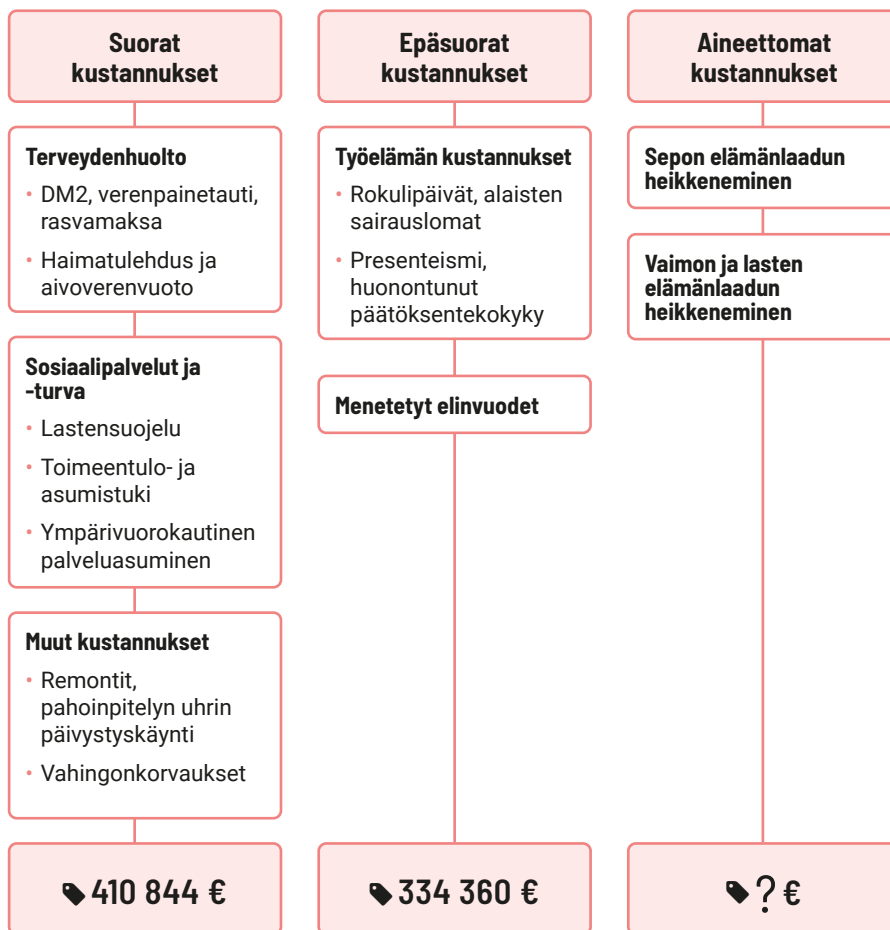 Suorat
kustannukset
Terveydenhuolto
• DM2, verenpainetauti,
rasvamaksa
• Haimatulehdus ja
aivoverenvuoto
Sosiaalipalvelut ja
-turva
• Lastensuojelu
• Toimeentulo- ja
asumistuki
• Ympärivuorokautinen
palveluasuminen
Muut kustannukset
• Remontit,
pahoinpitelyn uhrin
päivystyskäynti
• Vahingonkorvaukset
410 844 €
Epäsuorat
kustannukset
Työelämän kustannukset
• Rokulipäivät, alaisten
sairauslomat
• Presenteismi,
huonontunut
päätöksentekokyky
Menetetyt elinvuodet
334 360 €
Aineettomat
kustannukset
Sepon elämänlaadun
heikkeneminen
Vaimon ja lasten
elämänlaadun
heikkeneminen
? €